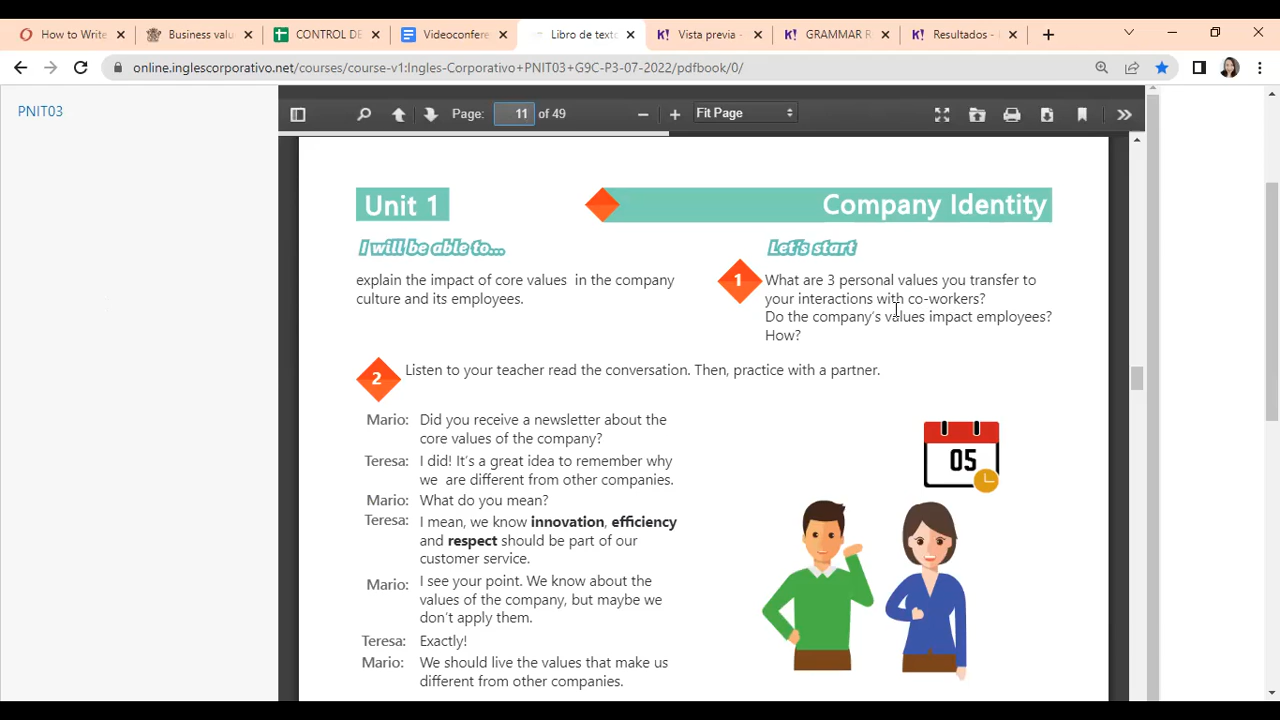 How to Write
Business valu
CONTROL DE
Videoconfere
Libro de texto
Vista previa -
GRAMMAR R
Resultados -
online.inglescorporativo.net/courses/course-v1:Ingles-Corporativo+PNIT03+G9C-P3-07-2022/pdfbook/0/
PNIT03
Page: 11 of 49
Fit Page
Unit 1
Company Identity
I will be able to...
explain the impact of core values in the company
culture and its employees.
Let's start
1
What are 3 personal values you transfer to
your interactions with co-workers?
Do the company's values impact employees?
How?
2
Listen to your teacher read the conversation. Then, practice with a partner.
Mario: Did you receive a newsletter about the
core values of the company?
Teresa: I did! It's a great idea to remember why
we are different from other companies.
Mario: What do you mean?
Teresa: I mean, we know innovation, efficiency
and respect should be part of our
customer service.
Mario: I see your point. We know about the
values of the company, but maybe we
don't apply them.
Teresa: Exactly!
Mario: We should live the values that make us
different from other companies.
05